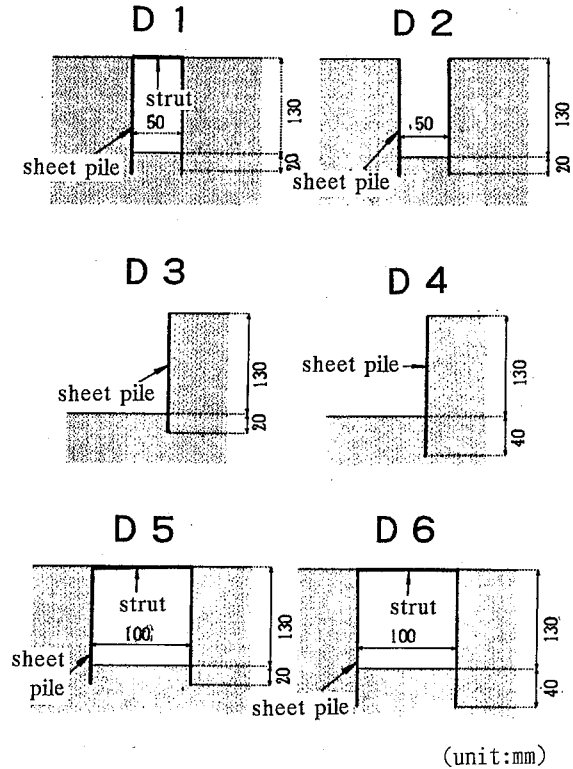 D 1
D 2
strut
50
sheet pile
130
20
50
sheet pile
130
20
D 3
D 4
sheet pile
130
20
sheet pile
130
40
D 5
D 6
strut
100
sheet
pile
130
20
strut
100
sheet pile
130
40
(unit:mm)